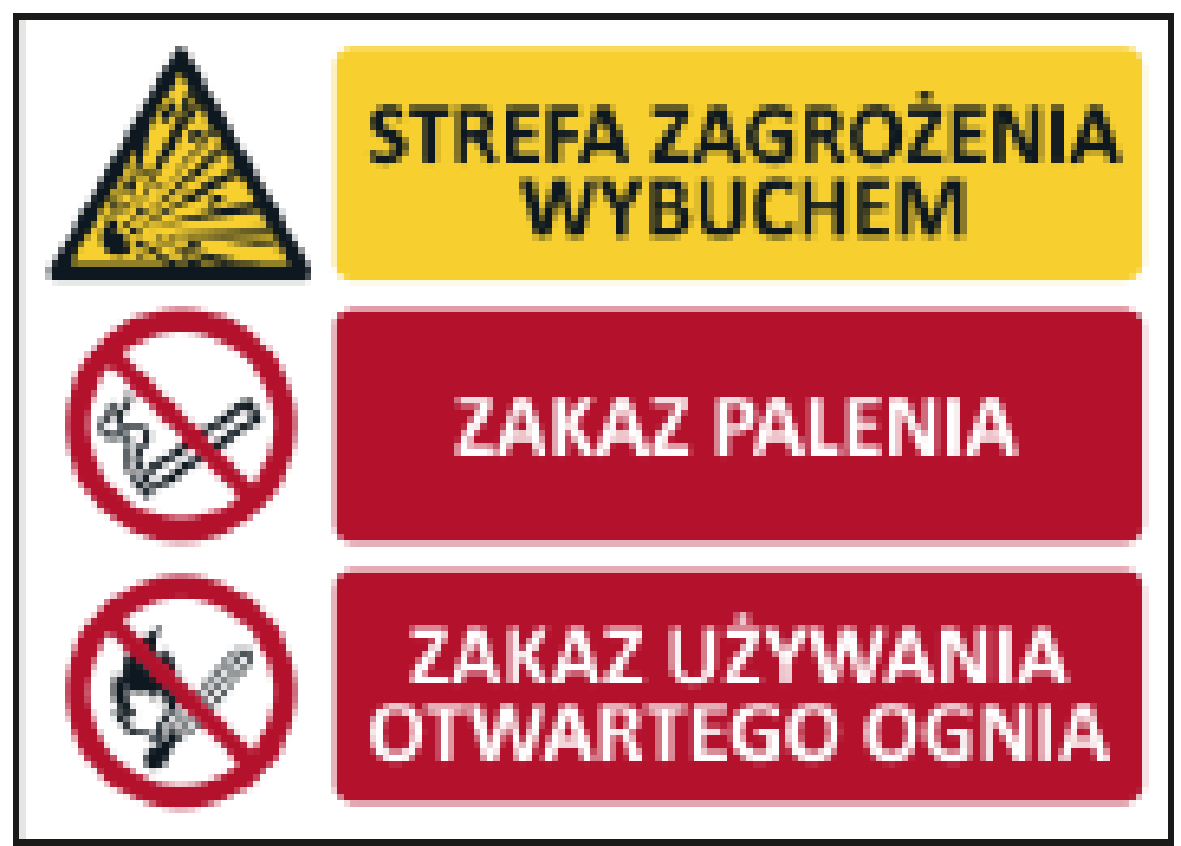 STREFA ZAGROŻENIA
WYBUCHEM
ZAKAZ PALENIA
ZAKAZ UŻYWANIA
OTWARTEGO OGNIA